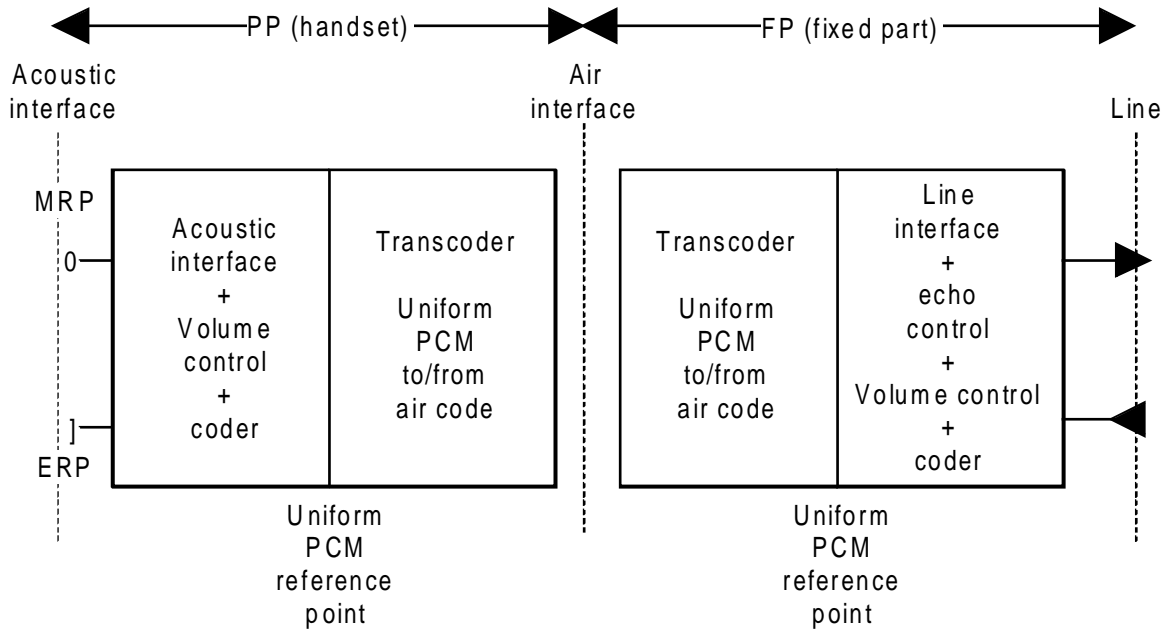 PP (handset)
FP (fixed part)
Acoustic
interface
Air
interface
Line
MRP
0
]
ERP
Acoustic
interface
+
Volume
control
+
coder
Transcoder
Uniform
PCM
to/from
air code
Transcoder
Uniform
PCM
to/from
air code
Line
interface
+
echo
control
+
Volume control
+
coder
Uniform
PCM
reference
point
Uniform
PCM
reference
point